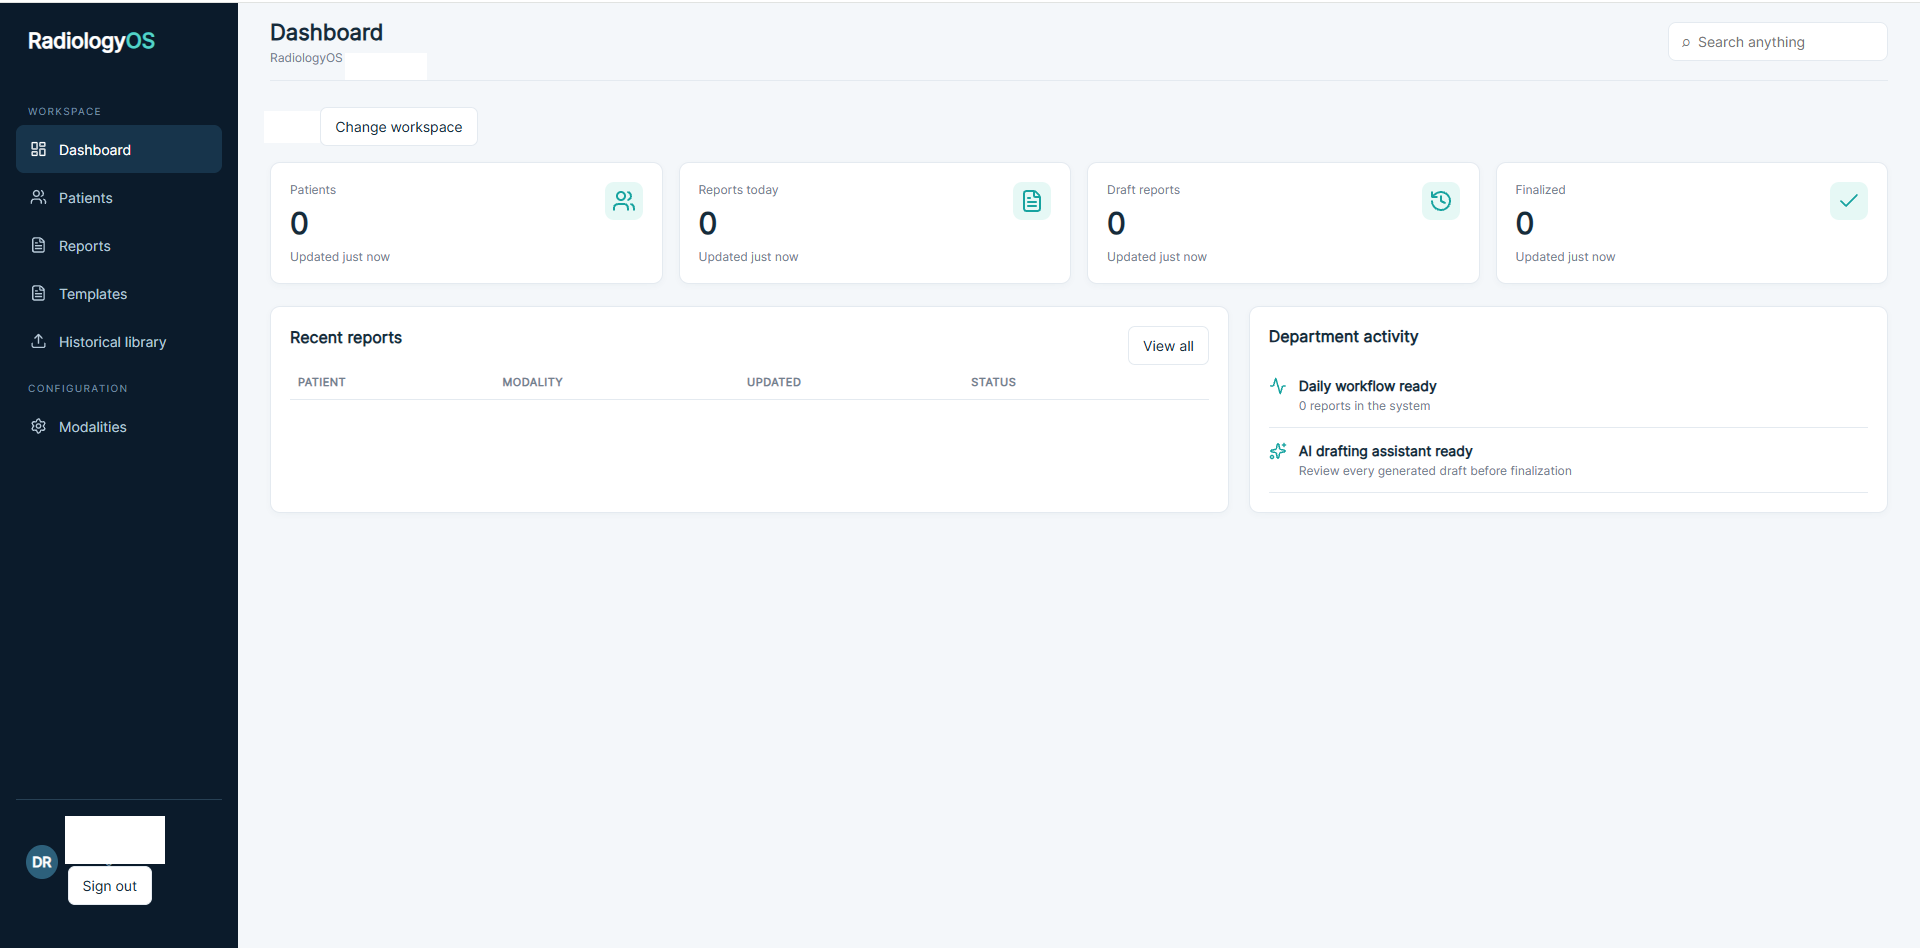 RadiologyOS
WORKSPACE
Dashboard
Patients
Reports
Templates
Historical library
CONFIGURATION
Modalities
DR
Sign out
Dashboard
RadiologyOS
Search anything
Change workspace
Patients
0
Updated just now
Reports today
0
Updated just now
Draft reports
0
Updated just now
Finalized
0
Updated just now
Recent reports
View all
PATIENT MODALITY UPDATED STATUS
Department activity
Daily workflow ready
0 reports in the system
AI drafting assistant ready
Review every generated draft before finalization